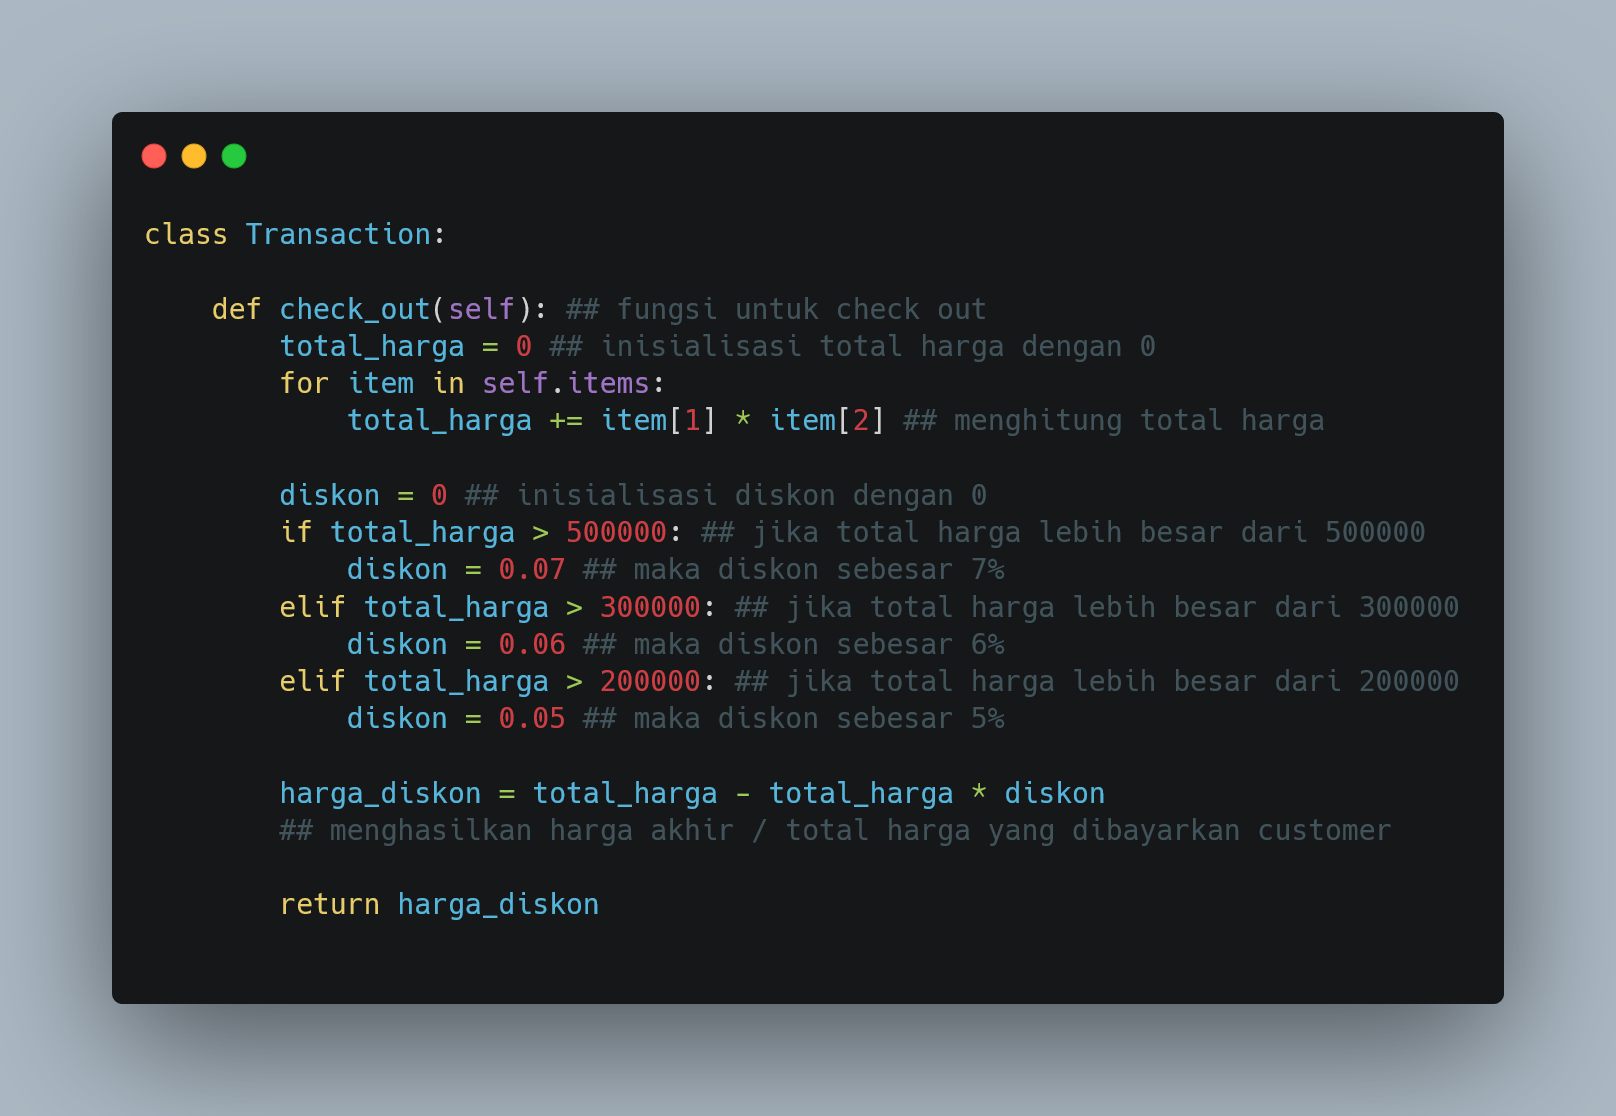 class Transaction:
def check_out(self): ## fungsi untuk check out
total_harga = 0 ## inisialisasi total harga dengan 0
for item in self.items:
total_harga += item[1] * item[2] ## menghitung total harga
diskon = 0 ## inisialisasi diskon dengan 0
if total_harga > 500000: ## jika total harga lebih besar dari 500000
diskon = 0.07 ## maka diskon sebesar 7%
elif total_harga > 300000: ## jika total harga lebih besar dari 300000
diskon = 0.06 ## maka diskon sebesar 6%
elif total_harga > 200000: ## jika total harga lebih besar dari 200000
diskon = 0.05 ## maka diskon sebesar 5%
harga_diskon = total_harga - total_harga * diskon
## menghasilkan harga akhir / total harga yang dibayarkan customer
return harga_diskon